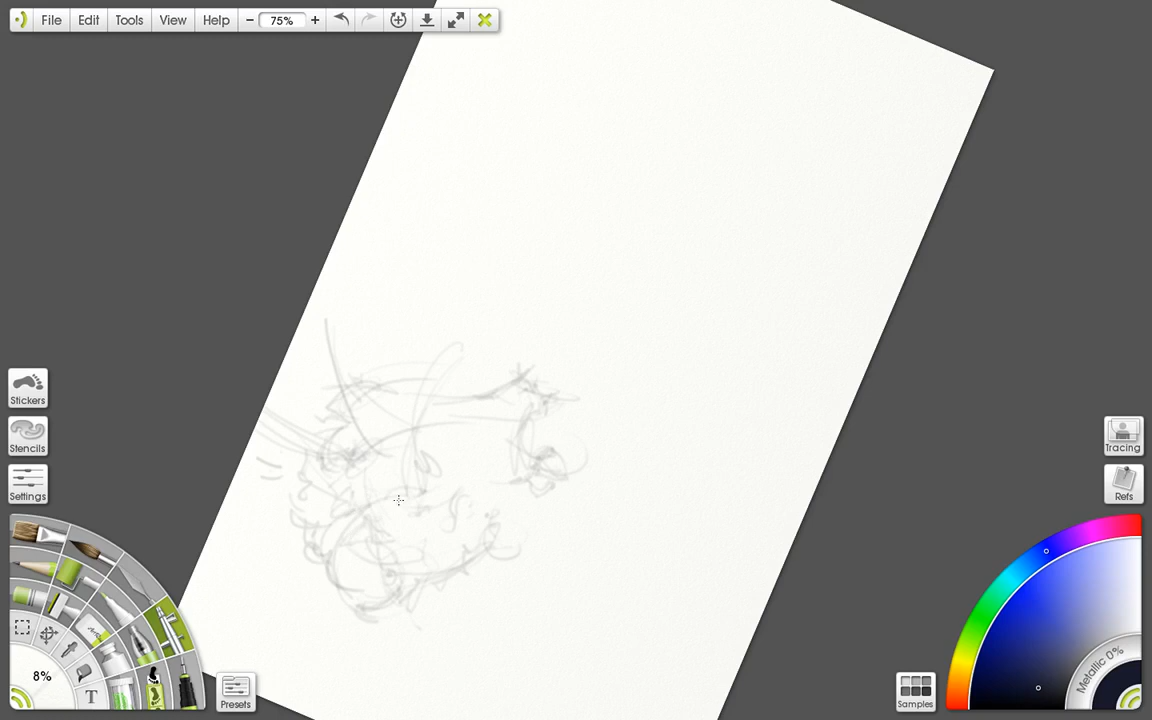 File Edit Tools View Help − 75% +
Stickers
Stencils
Settings
Tracing
Refs
8%
T
Presets
Samples
Metallic 0%